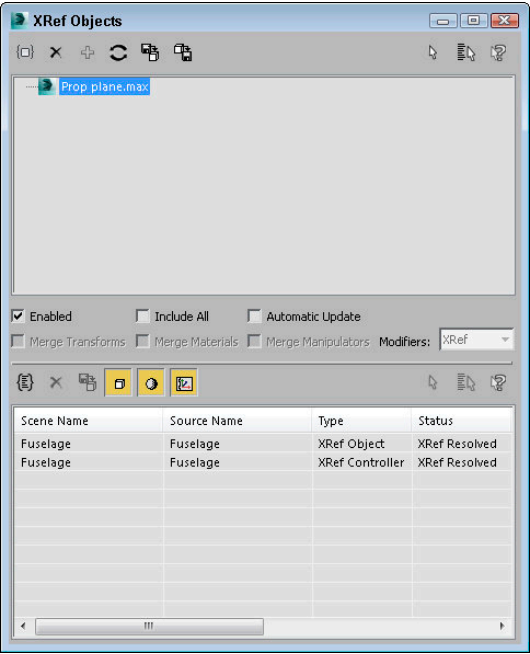 XRef Objects
Prop plane.max
Enabled Include All Automatic Update
Merge Transforms Merge Materials Merge Manipulators Modifiers: XRef
Scene Name Source Name Type Status
Fuselage Fuselage XRef Object XRef Resolved
Fuselage Fuselage XRef Controller XRef Resolved